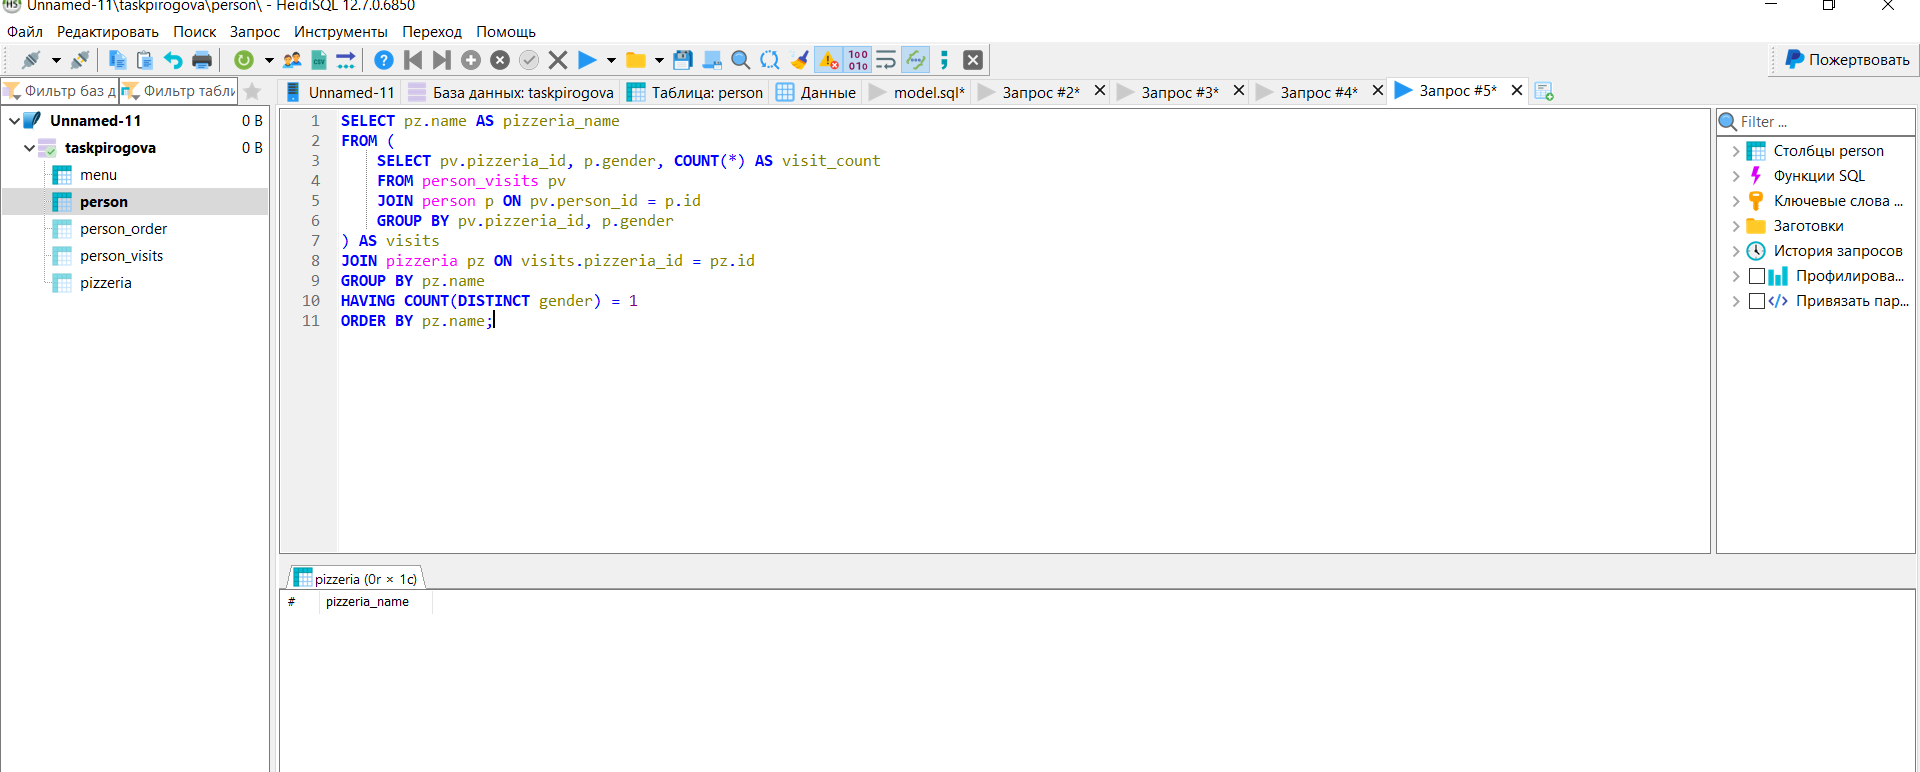 Unnamed-11\taskpirogova\person\ - HeidiSQL 12.7.0.6850
Файл Редактировать Поиск Запрос Инструменты Переход Помощь
Пожертвовать
Фильтр баз д Фильтр табли
Unnamed-11 База данных: taskpirogova Таблица: person Данные model.sql* Запрос #2* Запрос #3* Запрос #4* Запрос #5*
Unnamed-11 0 B
taskpirogova 0 B
menu
person
person_order
person_visits
pizzeria
1 SELECT pz.name AS pizzeria_name
2 FROM (
3 SELECT pv.pizzeria_id, p.gender, COUNT(*) AS visit_count
4 FROM person_visits pv
5 JOIN person p ON pv.person_id = p.id
6 GROUP BY pv.pizzeria_id, p.gender
7 ) AS visits
8 JOIN pizzeria pz ON visits.pizzeria_id = pz.id
9 GROUP BY pz.name
10 HAVING COUNT(DISTINCT gender) = 1
11 ORDER BY pz.name;
Filter ...
Столбцы person
Функции SQL
Ключевые слова ...
Заготовки
История запросов
Профилирова...
Привязать пар...
pizzeria (0r × 1c)
# pizzeria_name